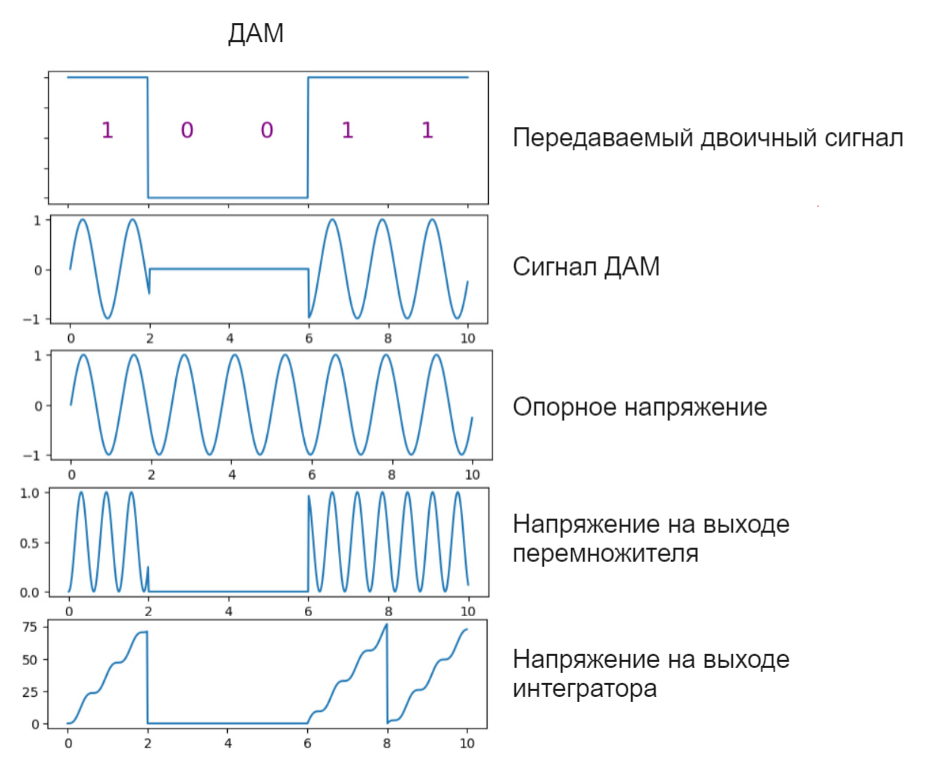 ДАМ
1 0 0 1 1
Передаваемый двоичный сигнал
1
0
−1
0 2 4 6 8 10
Сигнал ДАМ
1
0
−1
0 2 4 6 8 10
Опорное напряжение
1.0
0.5
0.0
0 2 4 6 8 10
Напряжение на выходе
перемножителя
75
50
25
0
0 2 4 6 8 10
Напряжение на выходе
интегратора